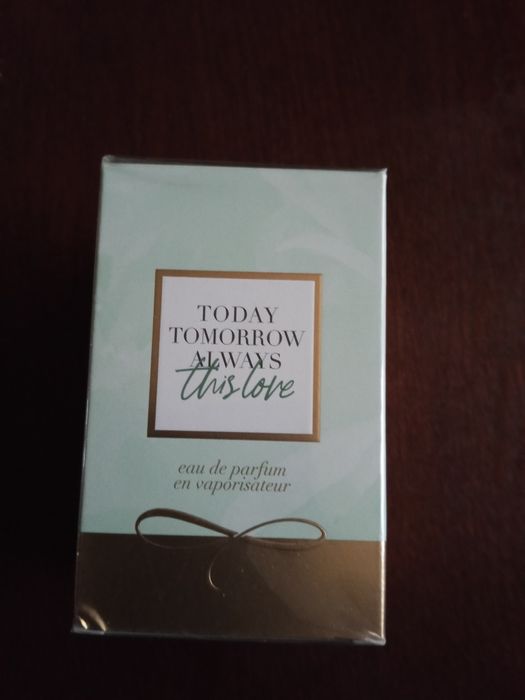 TODAY
TOMORROW
ALWAYS
this love
eau de parfum
en vaporisateur